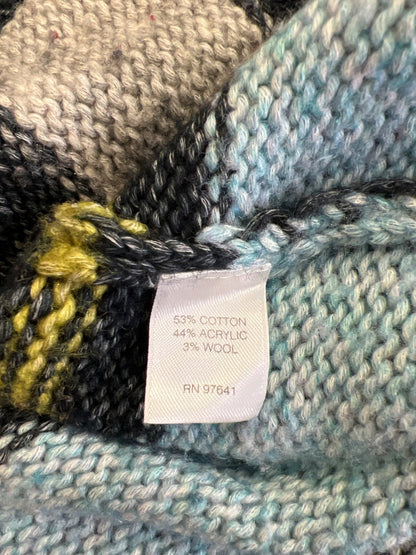 53% COTTON
44% ACRYLIC
3% WOOL
RN 97641